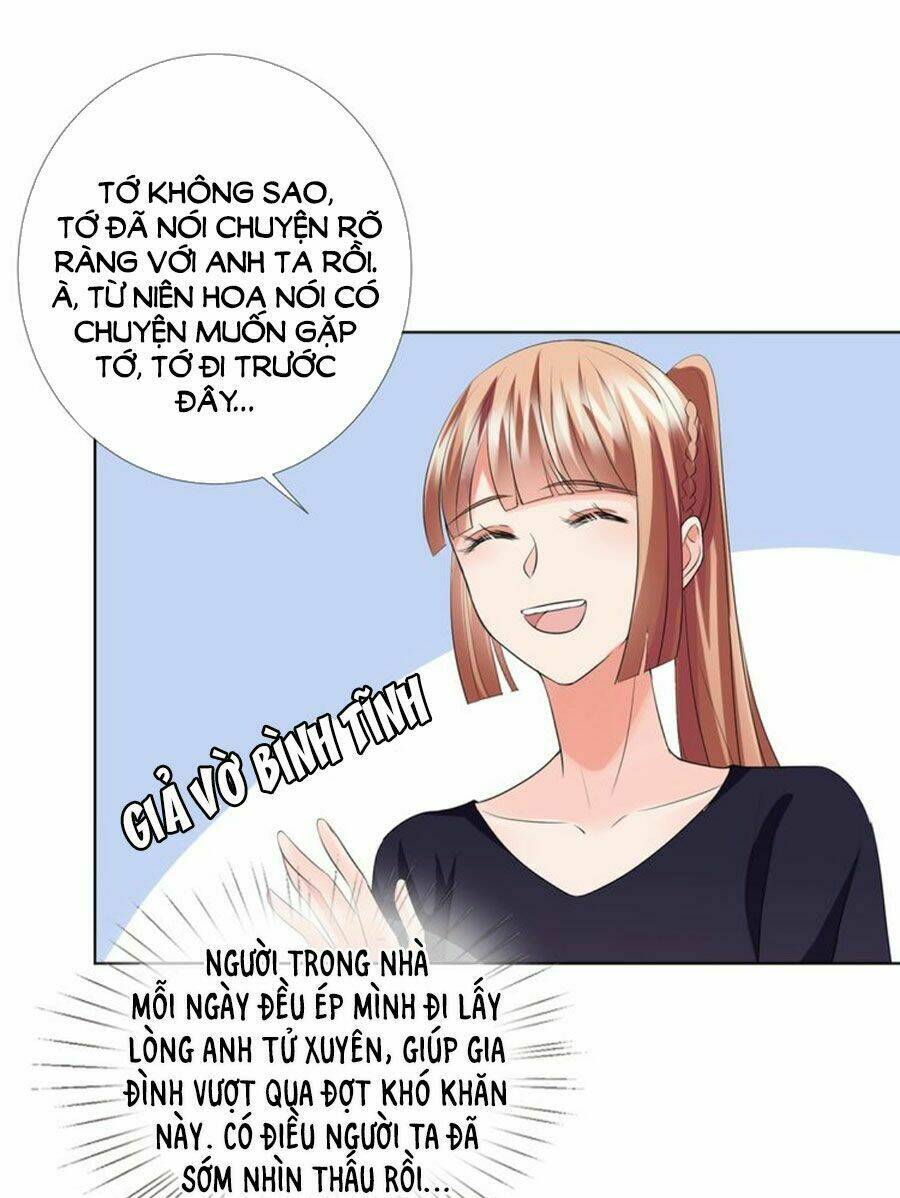 TỚ KHÔNG SAO,
TỚ ĐÃ NÓI CHUYỆN RÕ
RÀNG VỚI ANH TA RỒI.
À, TỪ NIÊN HOA NÓI CÓ
CHUYỆN MUỐN GẶP
TỚ, TỚ ĐI TRƯỚC
ĐÂY...
GIẢ VỜ BÌNH TĨNH
NGƯỜI TRONG NHÀ
MỖI NGÀY ĐỀU ÉP MÌNH ĐI LẤY
LÒNG ANH TỬ XUYÊN, GIÚP GIA
ĐÌNH VƯỢT QUA ĐỢT KHÓ KHĂN
NÀY. CÓ ĐIỀU NGƯỜI TA ĐÃ
SỚM NHÌN THẤU RỒI...